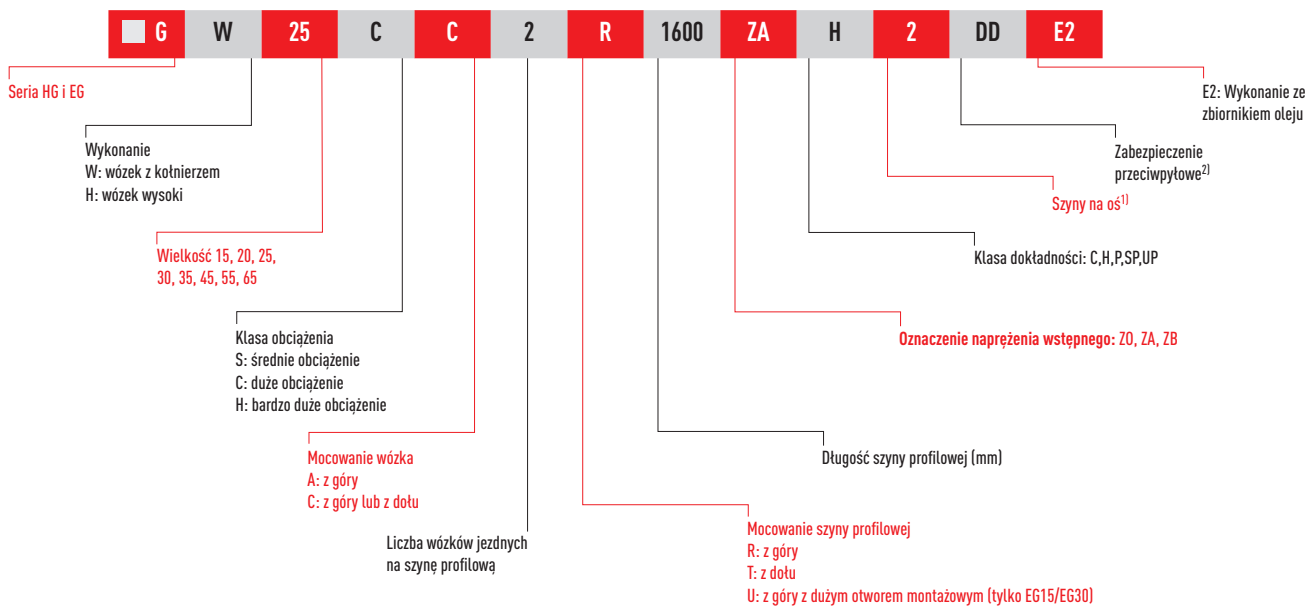 G W 25 C C 2 R 1600 ZA H 2 DD E2
Seria HG i EG
E2: Wykonanie ze
zbiornikiem oleju
Wykonanie
W: wózek z kołnierzem
H: wózek wysoki
Zabezpieczenie
przeciwpyłowe2)
Szyny na oś1)
Wielkość 15, 20, 25,
30, 35, 45, 55, 65
Klasa dokładności: C,H,P,SP,UP
Klasa obciążenia
S: średnie obciążenie
C: duże obciążenie
H: bardzo duże obciążenie
Oznaczenie naprężenia wstępnego: Z0, ZA, ZB
Mocowanie wózka
A: z góry
C: z góry lub z dołu
Długość szyny profilowej (mm)
Liczba wózków jezdnych
na szynę profilową
Mocowanie szyny profilowej
R: z góry
T: z dołu
U: z góry z dużym otworem montażowym (tylko EG15/EG30)